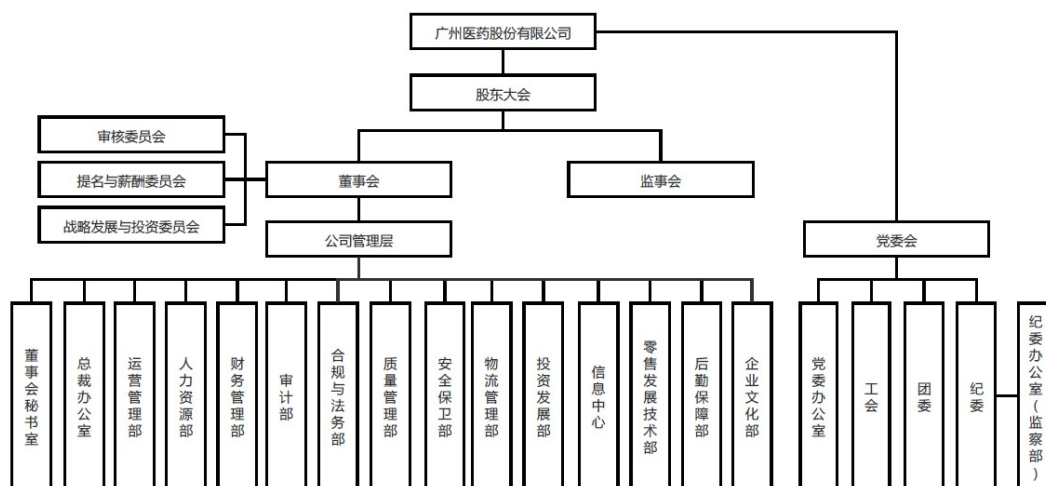 广州医药股份有限公司
股东大会
审核委员会
提名与薪酬委员会
战略发展与投资委员会
董事会
监事会
公司管理层
党委会
董事会秘书室
总裁办公室
运营管理部
人力资源部
财务管理部
审计部
合规与法务部
质量管理部
安全保卫部
物流管理部
投资发展部
信息中心
零售发展技术部
后勤保障部
企业文化部
党委办公室
工会
团委
纪委
纪委办公室(监察部)